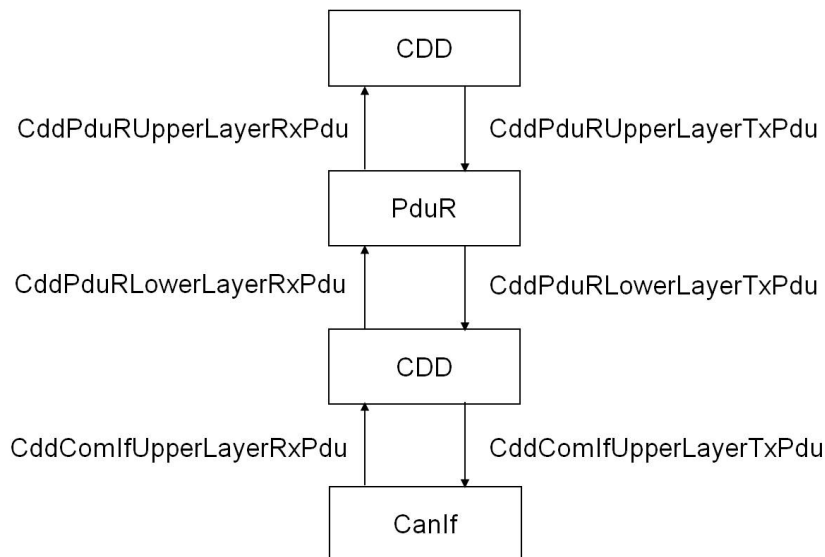 CDD
CddPduRUpperLayerRxPdu
CddPduRUpperLayerTxPdu
PduR
CddPduRLowerLayerRxPdu
CddPduRLowerLayerTxPdu
CDD
CddComIfUpperLayerRxPdu
CddComIfUpperLayerTxPdu
CanIf